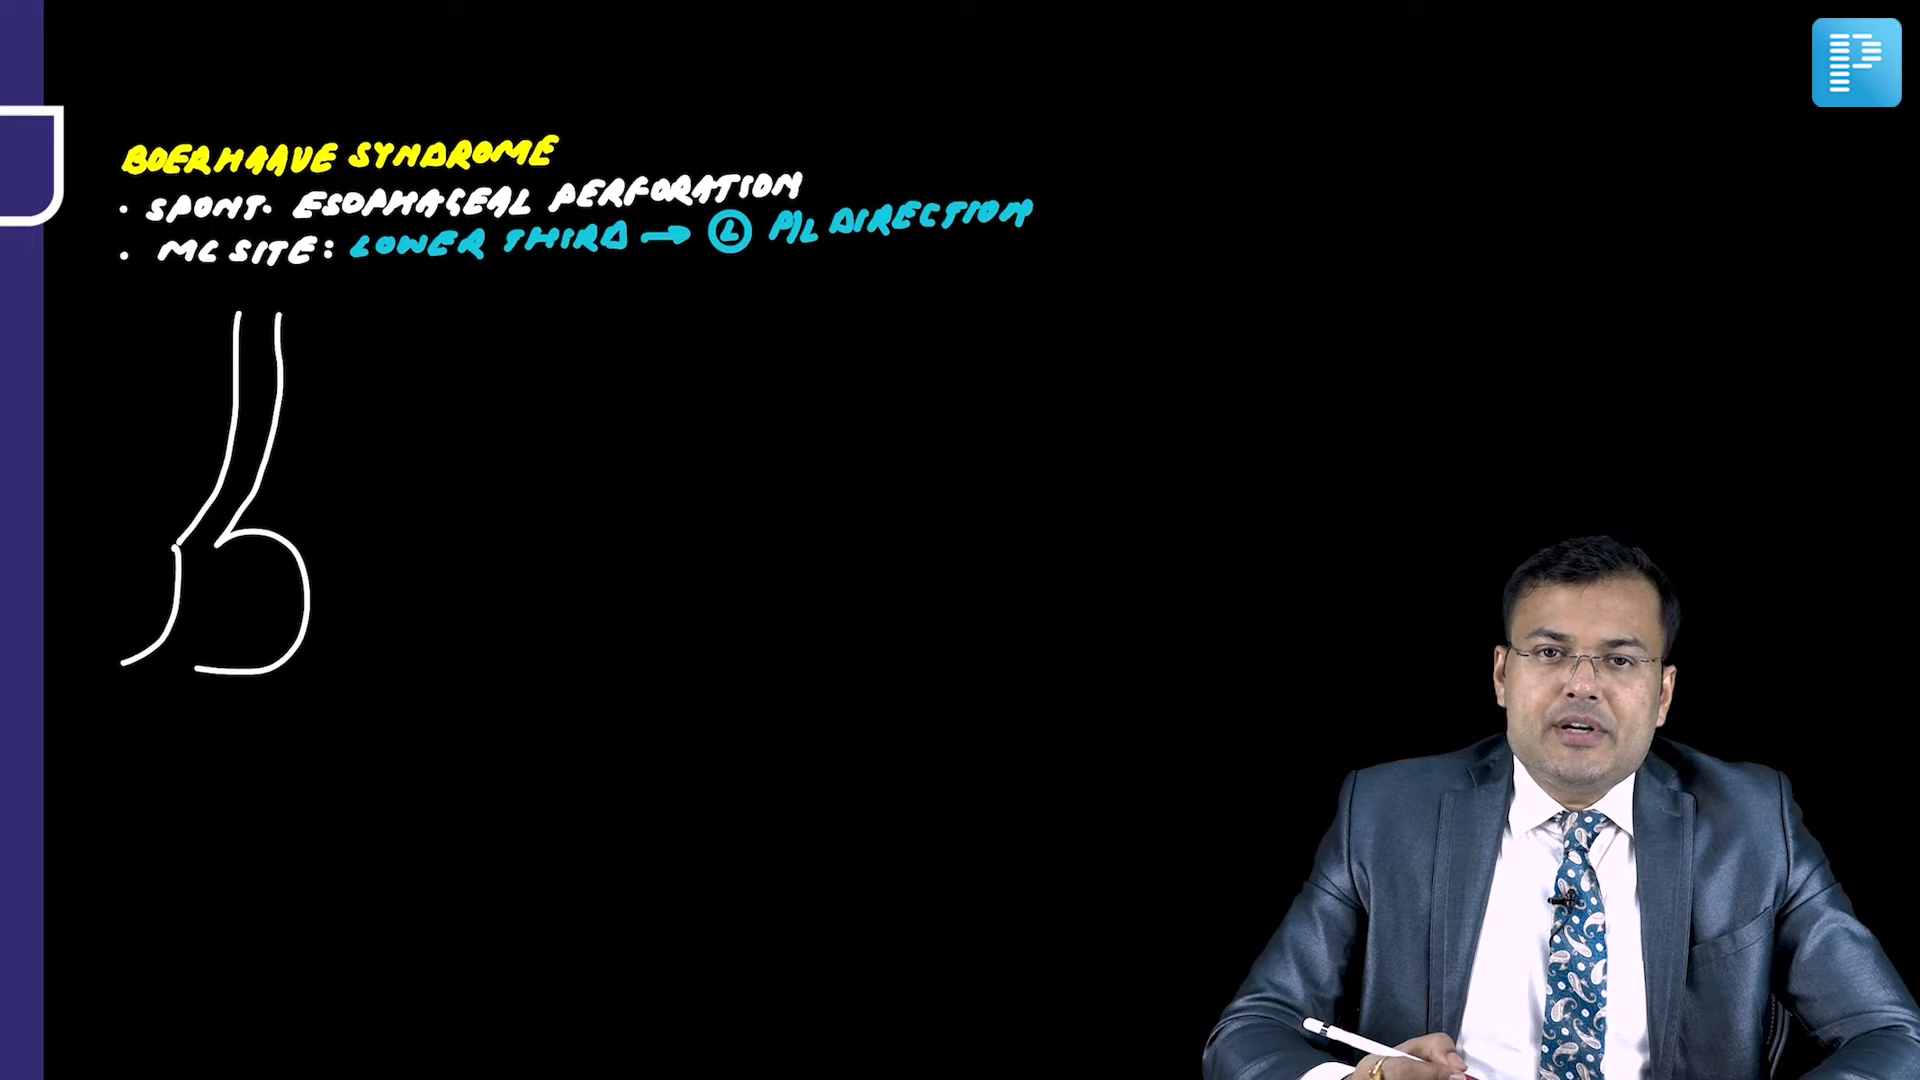 BOERHAAVE SYNDROME
• SPONT. ESOPHAGEAL PERFORATION
• MC SITE: LOWER THIRD → Ⓛ P/L DIRECTION
P